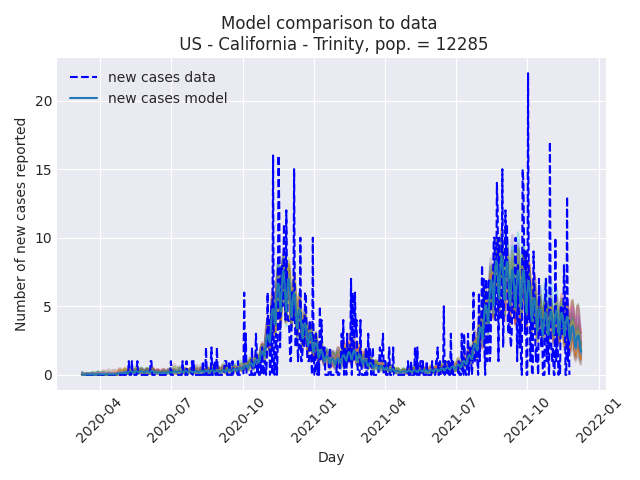 Model comparison to data
US - California - Trinity, pop. = 12285
new cases data
new cases model
Number of new cases reported
20
15
10
5
0
2020-04
2020-07
2020-10
2021-01
2021-04
2021-07
2021-10
2022-01
Day